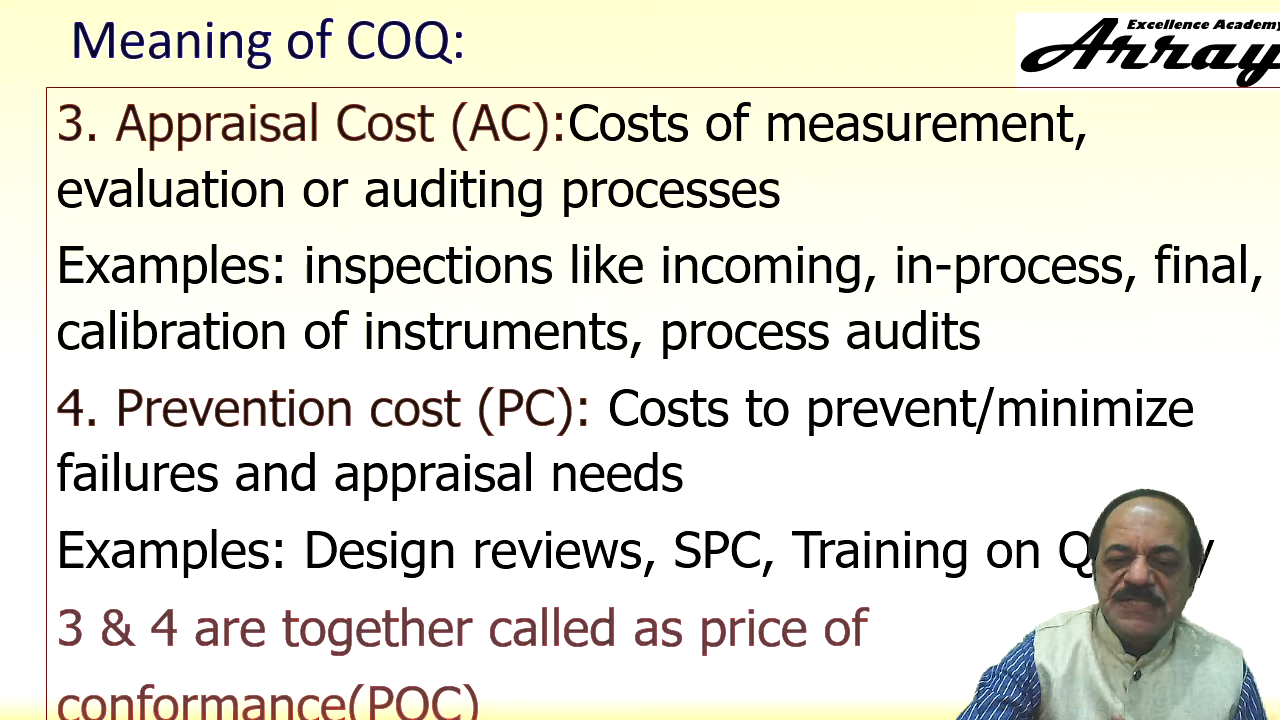 Meaning of COQ:
Excellence Academy
Array
3. Appraisal Cost (AC):Costs of measurement,
evaluation or auditing processes
Examples: inspections like incoming, in-process, final,
calibration of instruments, process audits
4. Prevention cost (PC): Costs to prevent/minimize
failures and appraisal needs
Examples: Design reviews, SPC, Training on
3 & 4 are together called as price of
conformance(POC)